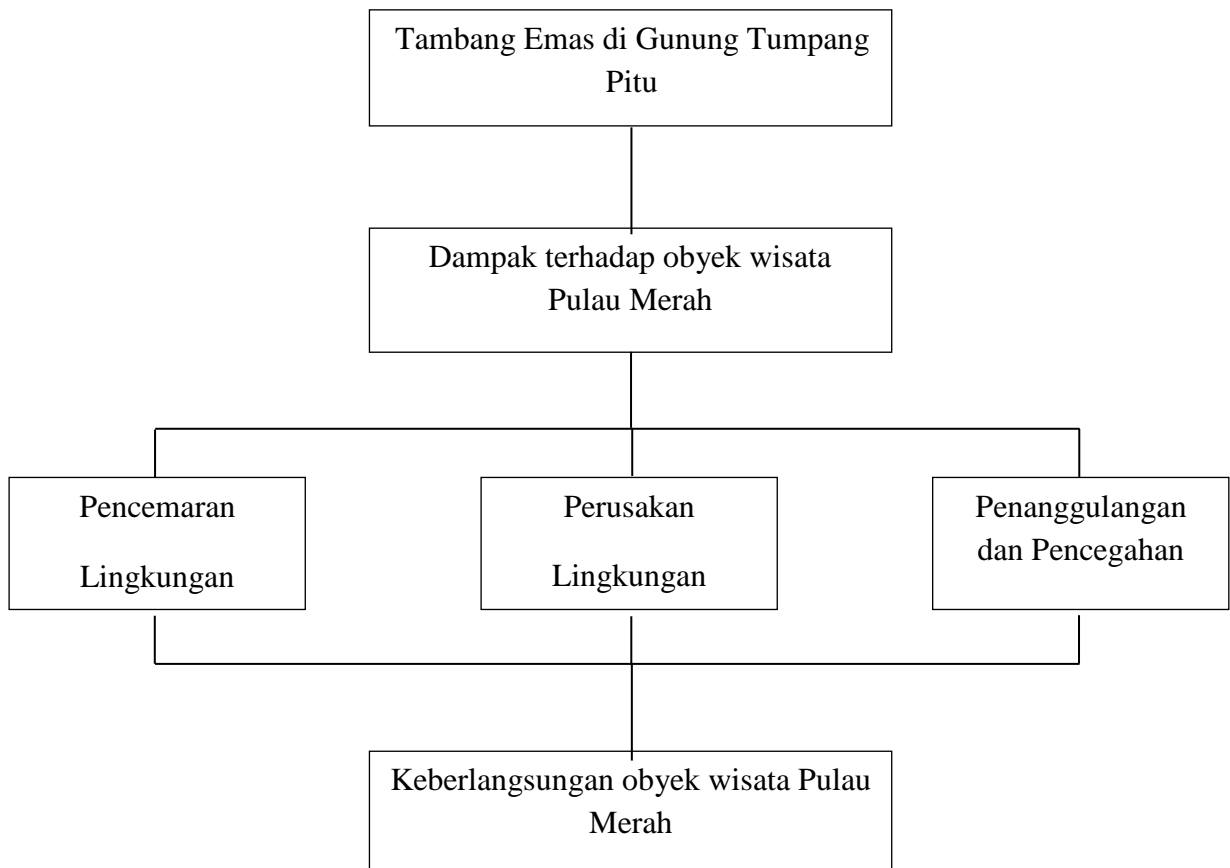 Tambang Emas di Gunung Tumpang
Pitu
Dampak terhadap obyek wisata
Pulau Merah
Pencemaran
Lingkungan
Perusakan
Lingkungan
Penanggulangan
dan Pencegahan
Keberlangsungan obyek wisata Pulau
Merah